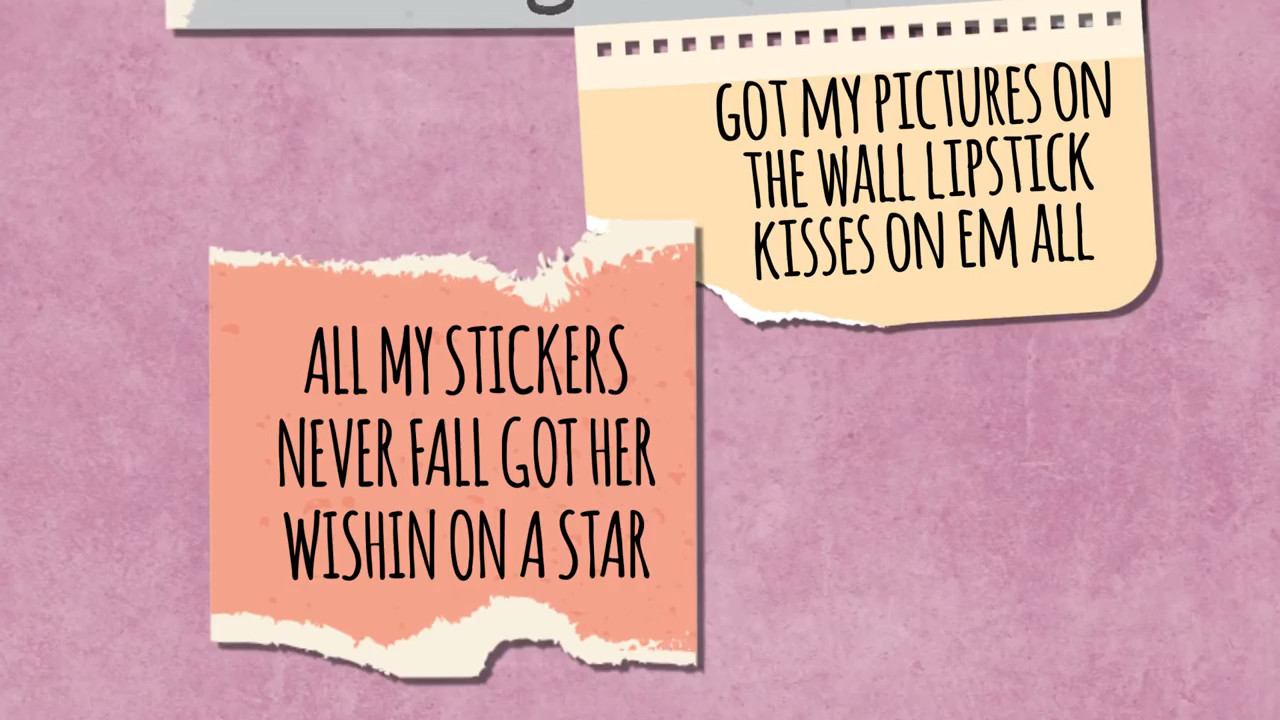 GOT MY PICTURES ON
THE WALL LIPSTICK
KISSES ON EM ALL
ALL MY STICKERS
NEVER FALL GOT HER
WISHIN ON A STAR